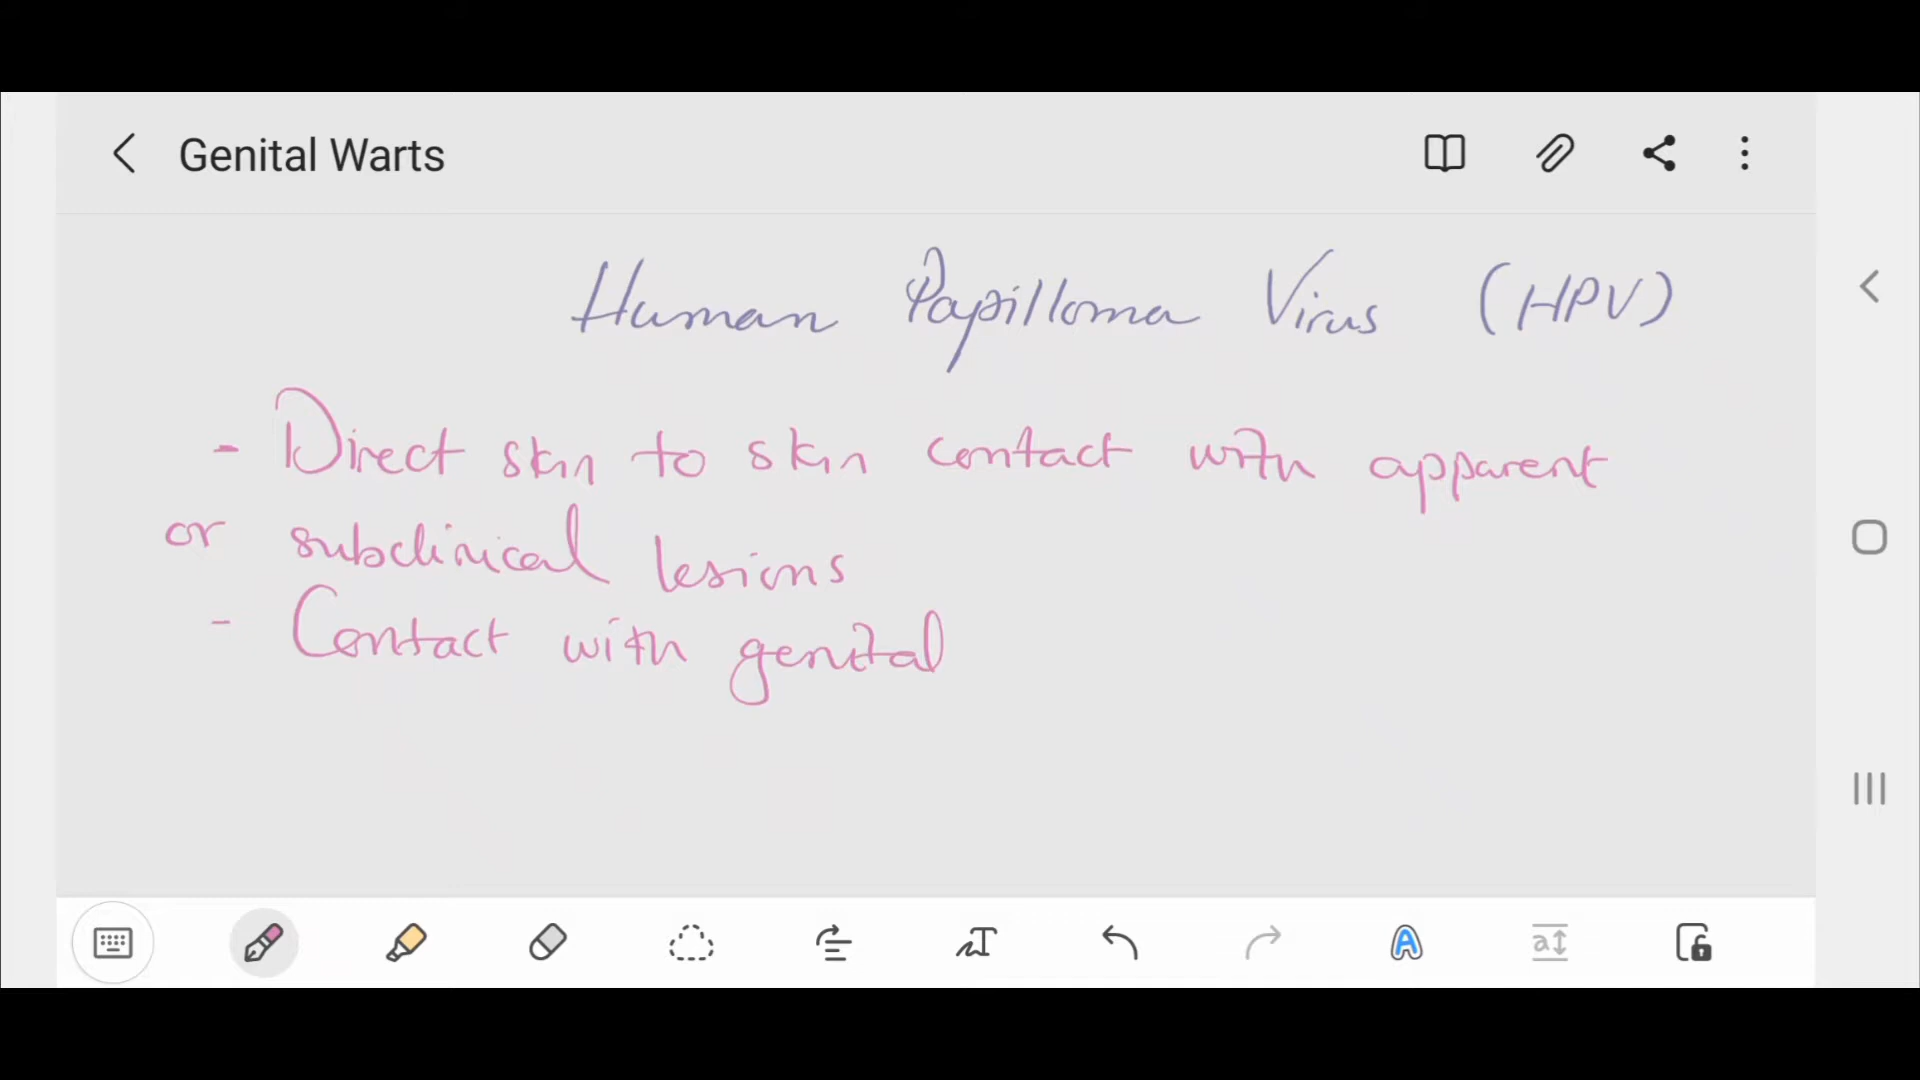 Genital Warts
Human Papilloma Virus (HPV)
- Direct skin to skin contact with apparent
or subclinical lesions
- Contact with genital